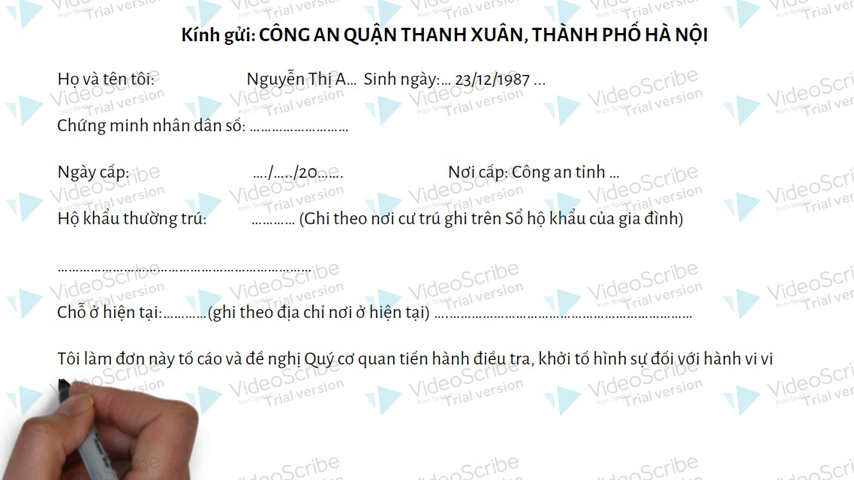 Kính gửi: CÔNG AN QUẬN THANH XUÂN, THÀNH PHỐ HÀ NỘI
Họ và tên tôi: Nguyễn Thị A... Sinh ngày:... 23/12/1987 ...
Chứng minh nhân dân số: ...........................
Ngày cấp: ..../...../20....... Nơi cấp: Công an tỉnh ...
Hộ khẩu thường trú: ............ (Ghi theo nơi cư trú ghi trên Sổ hộ khẩu của gia đình)
....................................................................
Chỗ ở hiện tại:............(ghi theo địa chỉ nơi ở hiện tại) .....................................................................
Tôi làm đơn này tố cáo và đề nghị Quý cơ quan tiến hành điều tra, khởi tố hình sự đối với hành vi vi